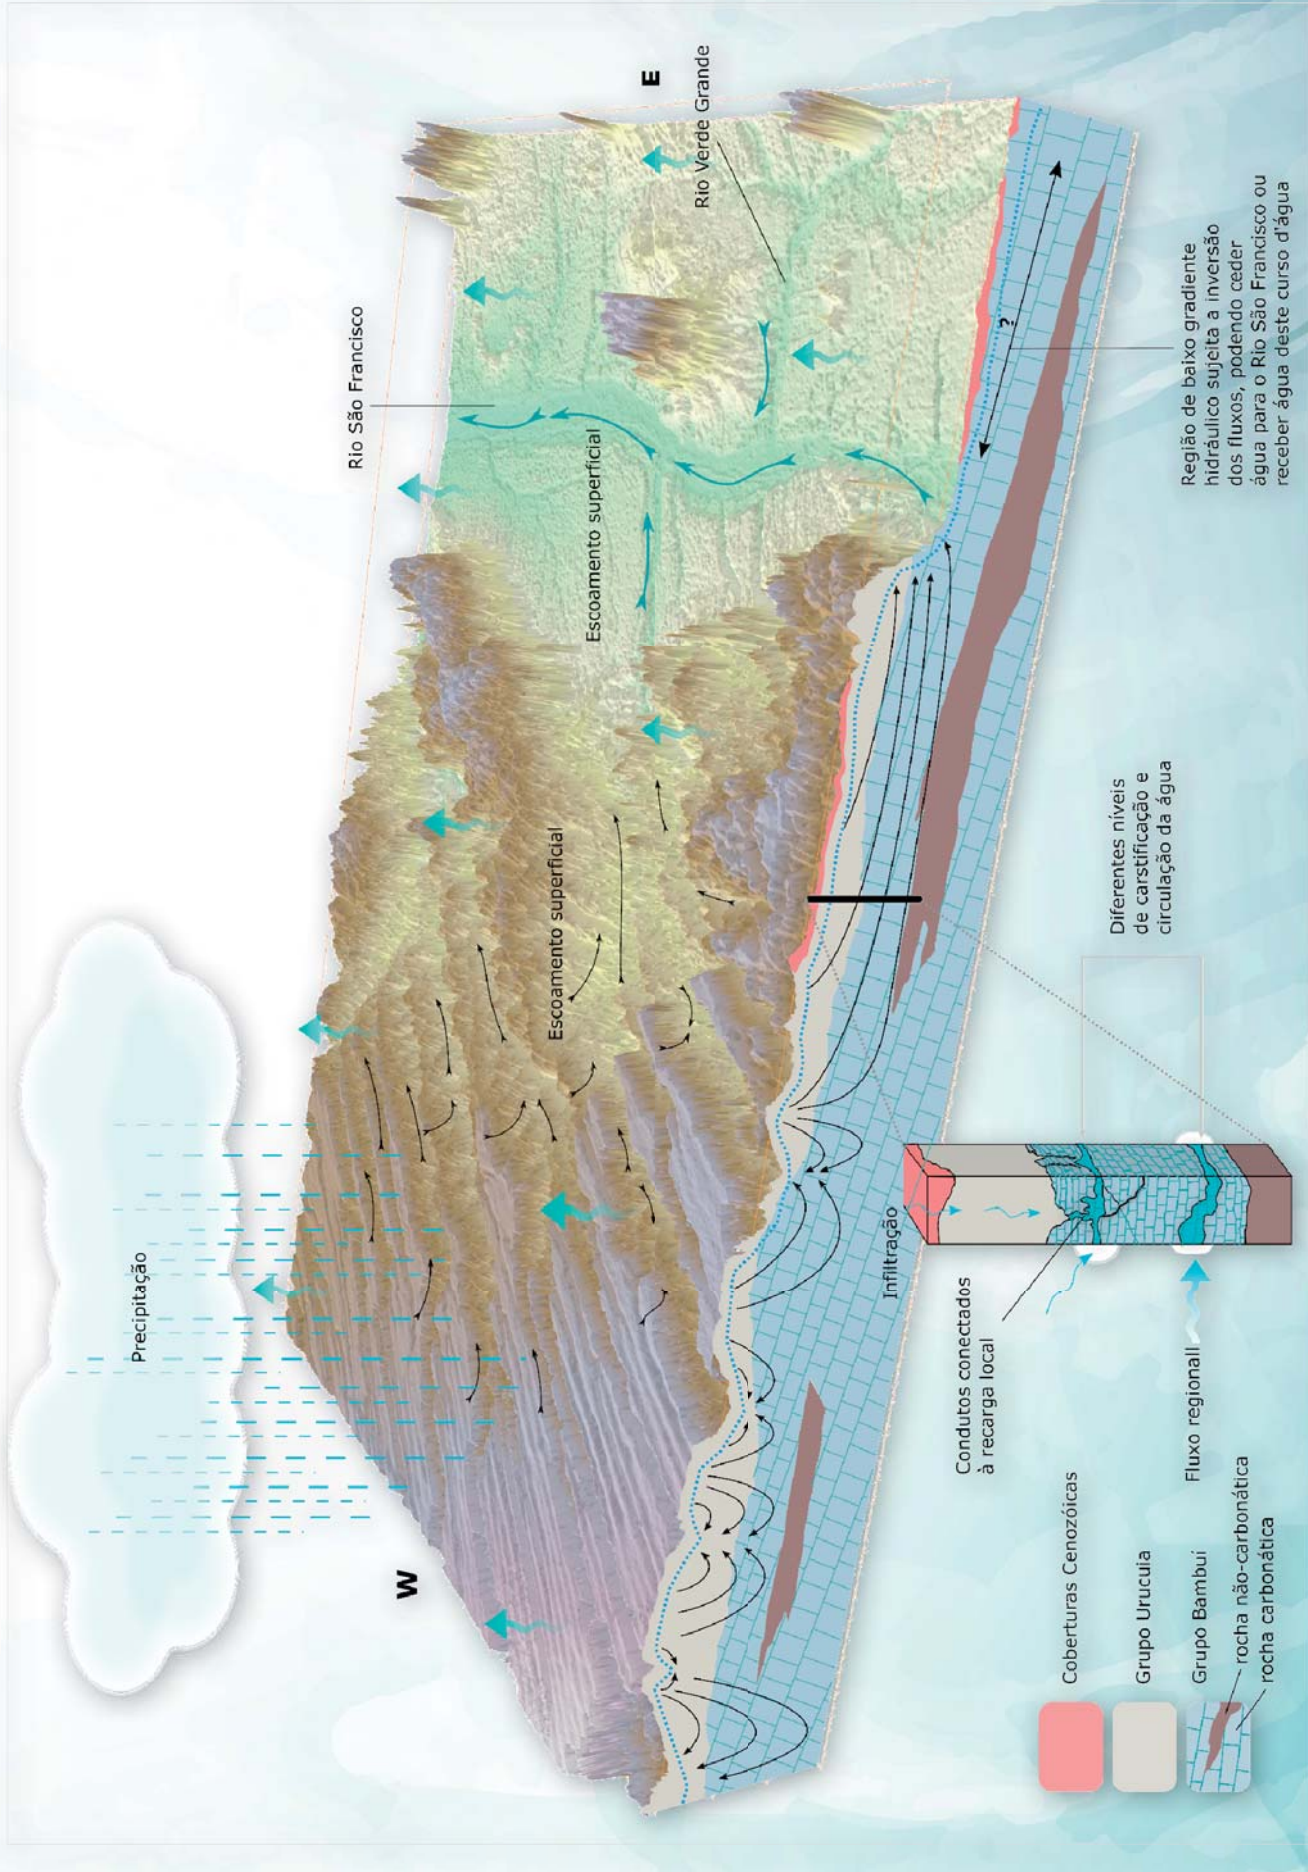 Precipitação
W
Rio São Francisco
E
Rio Verde Grande
Escoamento superficial
Escoamento superficial
Infiltração
Condutos conectados
à recarga local
Fluxo regionall
Diferentes níveis
de carstificação e
circulação da água
?
Região de baixo gradiente
hidráulico sujeita a inversão
dos fluxos, podendo ceder
água para o Rio São Francisco ou
receber água deste curso d'água
Coberturas Cenozóicas
Grupo Urucuia
Grupo Bambuí
rocha não-carbonática
rocha carbonática